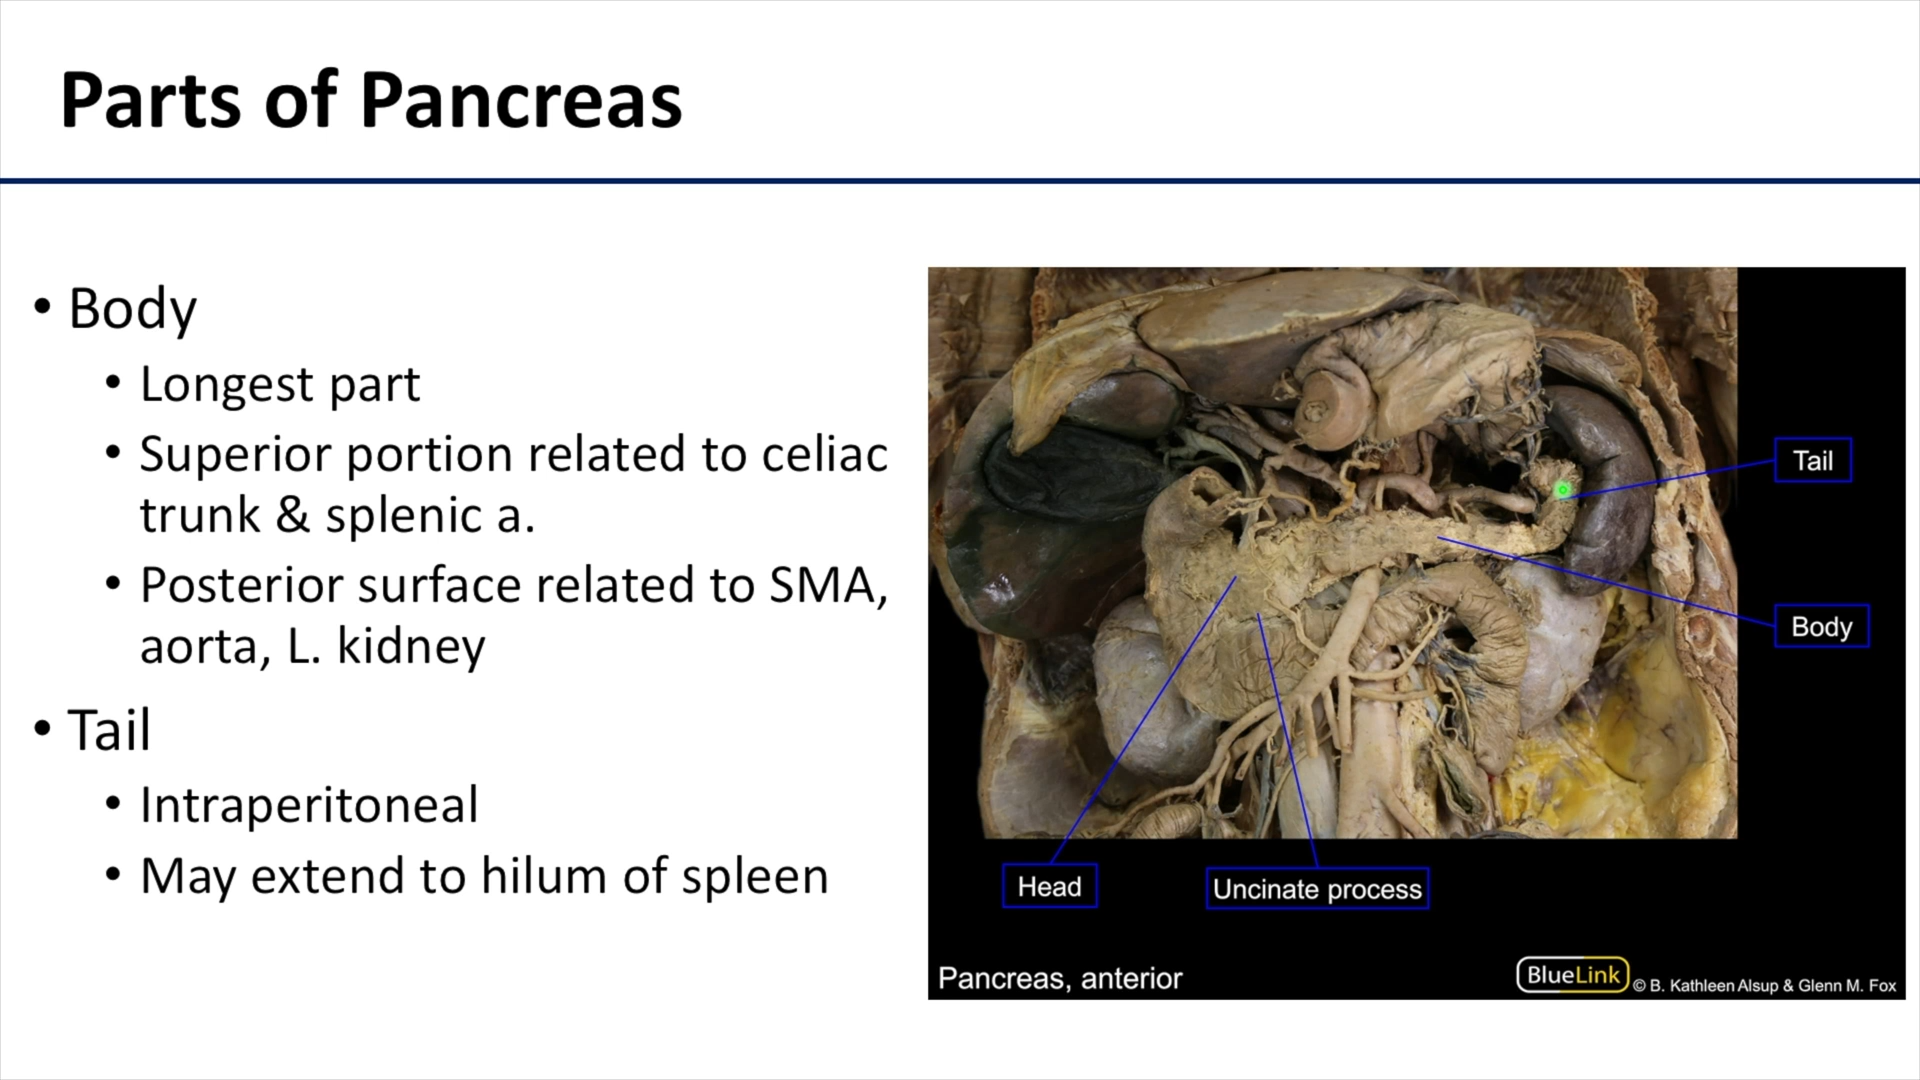 Parts of Pancreas
• Body
• Longest part
• Superior portion related to celiac
trunk & splenic a.
• Posterior surface related to SMA,
aorta, L. kidney
• Tail
• Intraperitoneal
• May extend to hilum of spleen
Tail
Body
Head
Uncinate process
Pancreas, anterior
BlueLink
© B. Kathleen Alsup & Glenn M. Fox